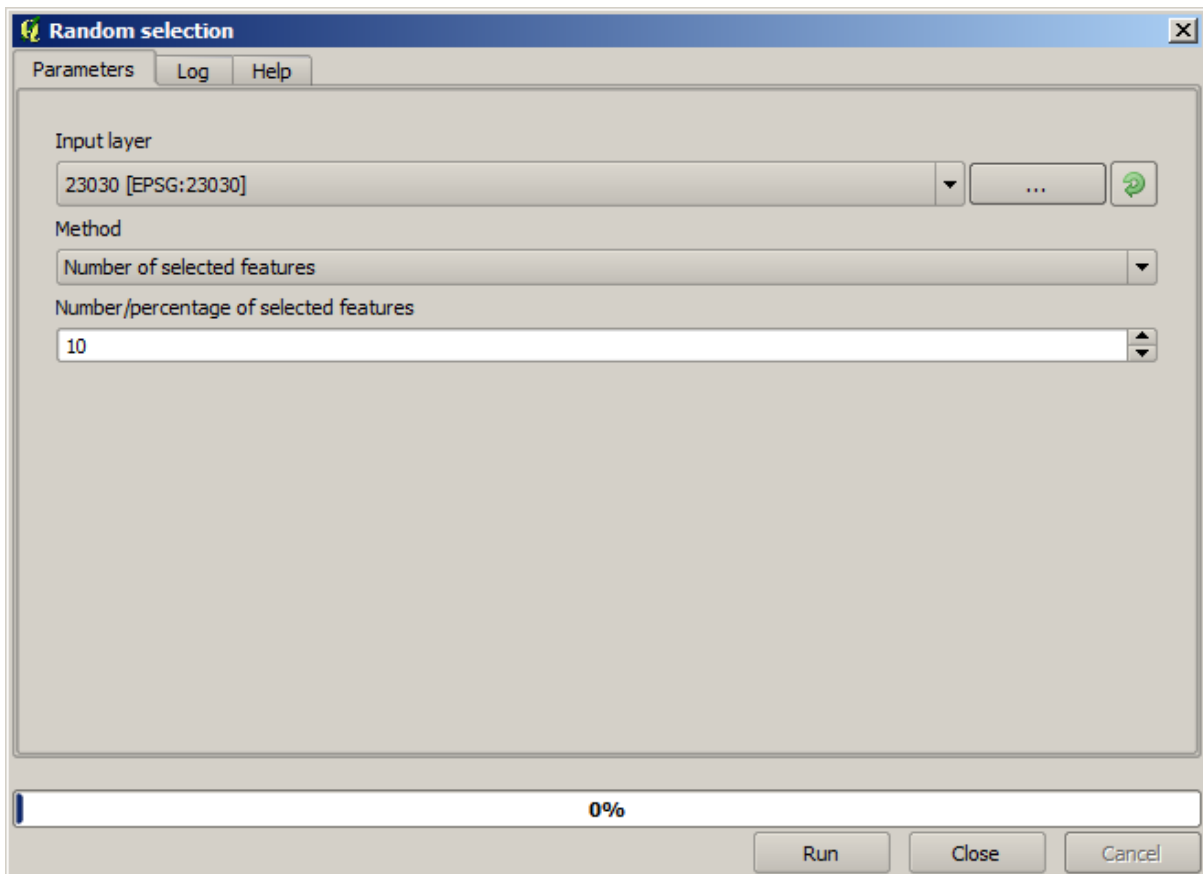 Random selection
Parameters Log Help
Input layer
23030 [EPSG:23030]
...
Method
Number of selected features
Number/percentage of selected features
10
0%
Run Close Cancel